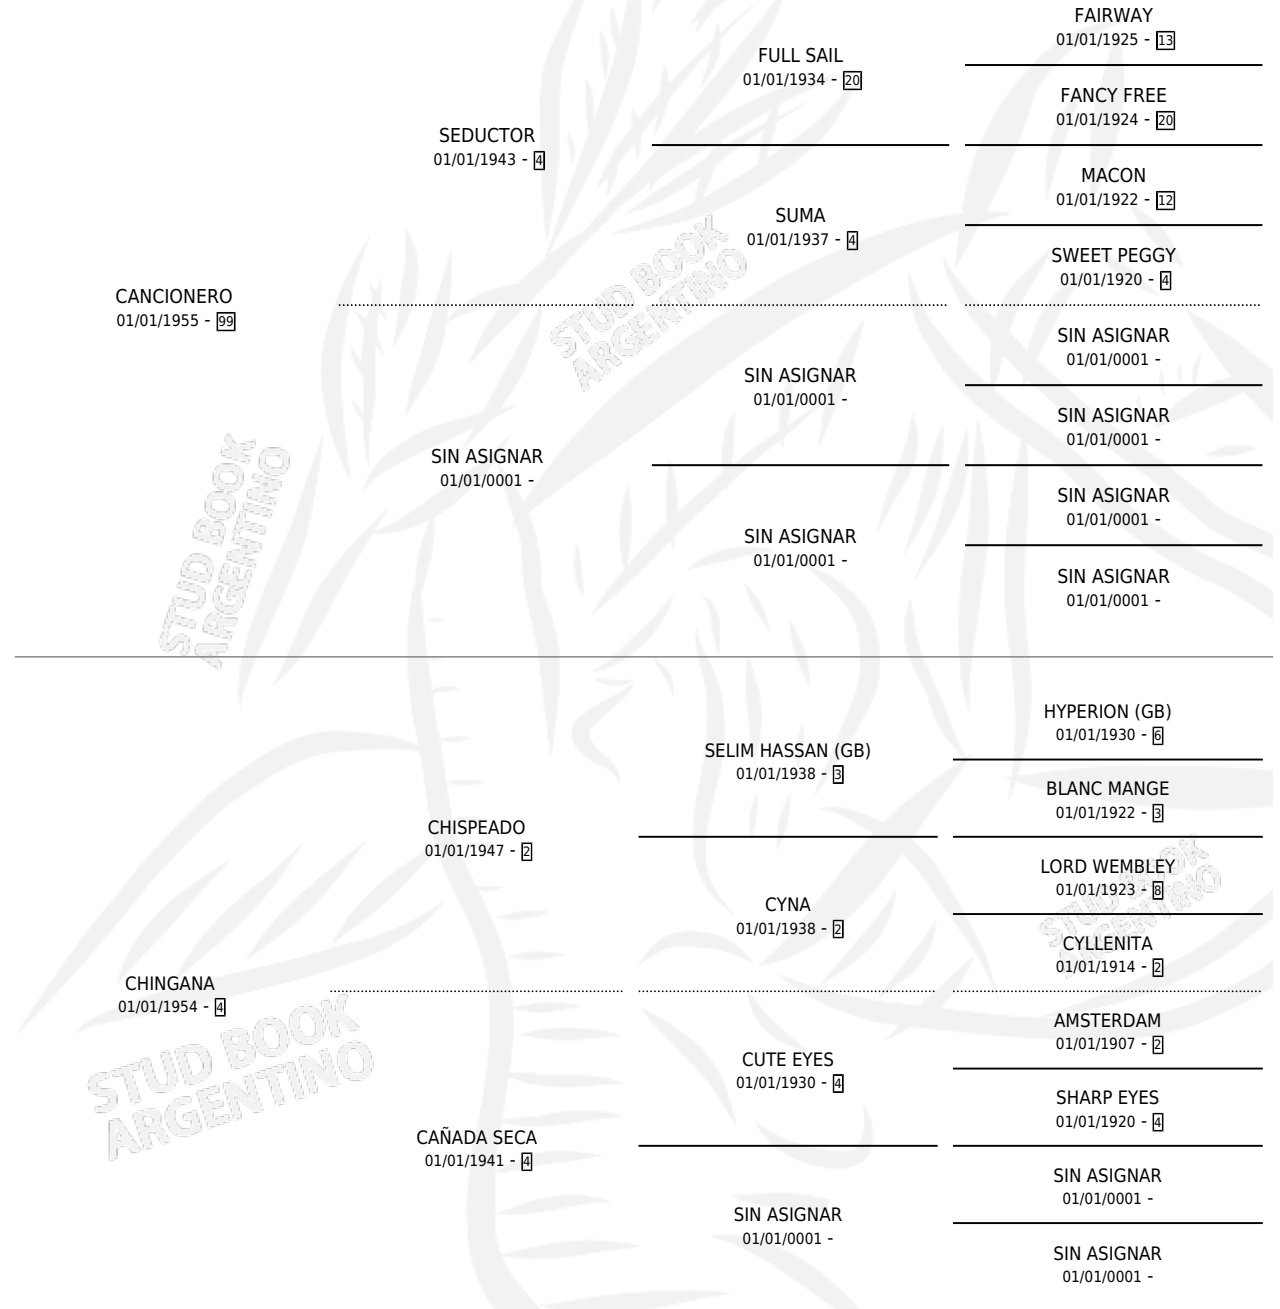 FAIRWAY
01/01/1925 - 13
FULL SAIL
01/01/1934 - 20
FANCY FREE
01/01/1924 - 20
SEDUCTOR
01/01/1943 - 4
MACON
01/01/1922 - 12
SUMA
01/01/1937 - 4
SWEET PEGGY
01/01/1920 - 4
CANCIONERO
01/01/1955 - 99
SIN ASIGNAR
01/01/0001 -
SIN ASIGNAR
01/01/0001 -
SIN ASIGNAR
01/01/0001 -
SIN ASIGNAR
01/01/0001 -
SIN ASIGNAR
01/01/0001 -
SIN ASIGNAR
01/01/0001 -
SIN ASIGNAR
01/01/0001 -
STUD BOOK
ARGENTINO
STUD BOOK
ARGENTINO
HYPERION (GB)
01/01/1930 - 6
SELIM HASSAN (GB)
01/01/1938 - 3
BLANC MANGE
01/01/1922 - 3
CHISPEADO
01/01/1947 - 2
LORD WEMBLEY
01/01/1923 - 8
CYNA
01/01/1938 - 2
CYLLENITA
01/01/1914 - 2
STUD BOOK
ARGENTINO
CHINGANA
01/01/1954 - 4
AMSTERDAM
01/01/1907 - 2
CUTE EYES
01/01/1930 - 4
SHARP EYES
01/01/1920 - 4
STUD BOOK
ARGENTINO
CAÑADA SECA
01/01/1941 - 4
SIN ASIGNAR
01/01/0001 -
SIN ASIGNAR
01/01/0001 -
SIN ASIGNAR
01/01/0001 -